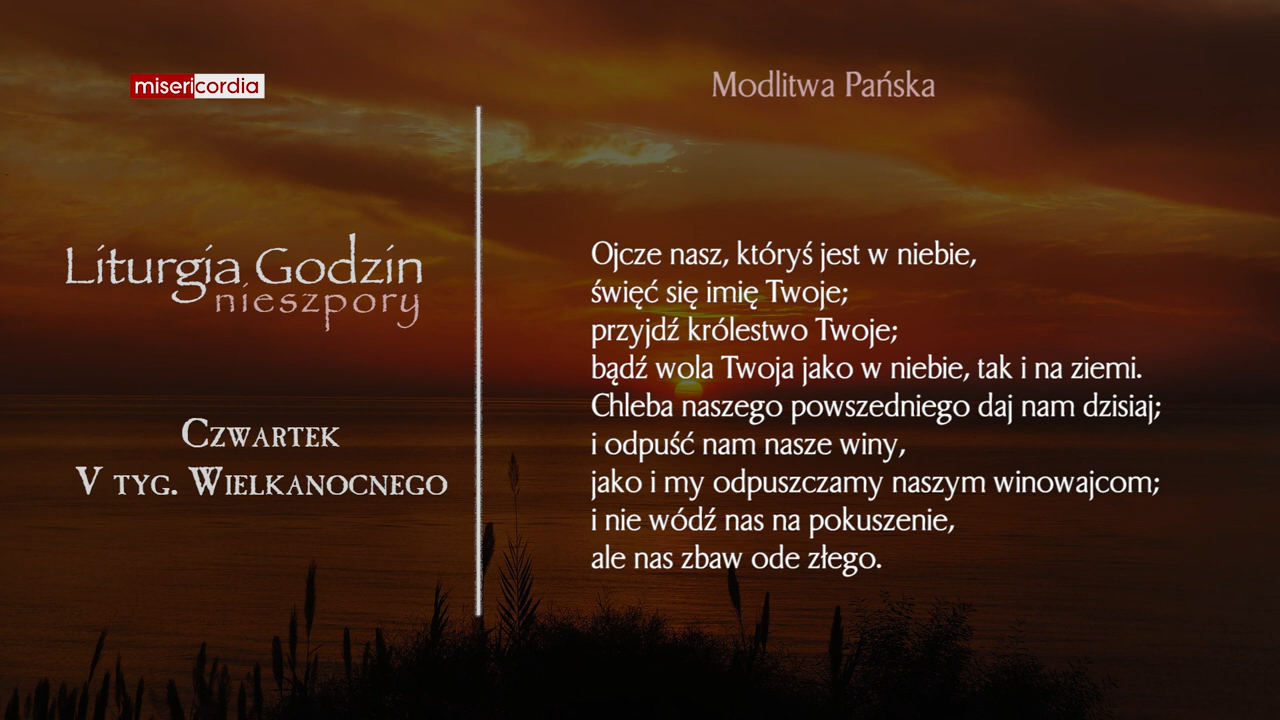 misericordia
Liturgia Godzin
nieszpory
Czwartek
V tyg. Wielkanocnego
Modlitwa Pańska
Ojcze nasz, któryś jest w niebie,
święć się imię Twoje;
przyjdź królestwo Twoje;
bądź wola Twoja jako w niebie, tak i na ziemi.
Chleba naszego powszedniego daj nam dzisiaj;
i odpuść nam nasze winy,
jako i my odpuszczamy naszym winowajcom;
i nie wódź nas na pokuszenie,
ale nas zbaw ode złego.